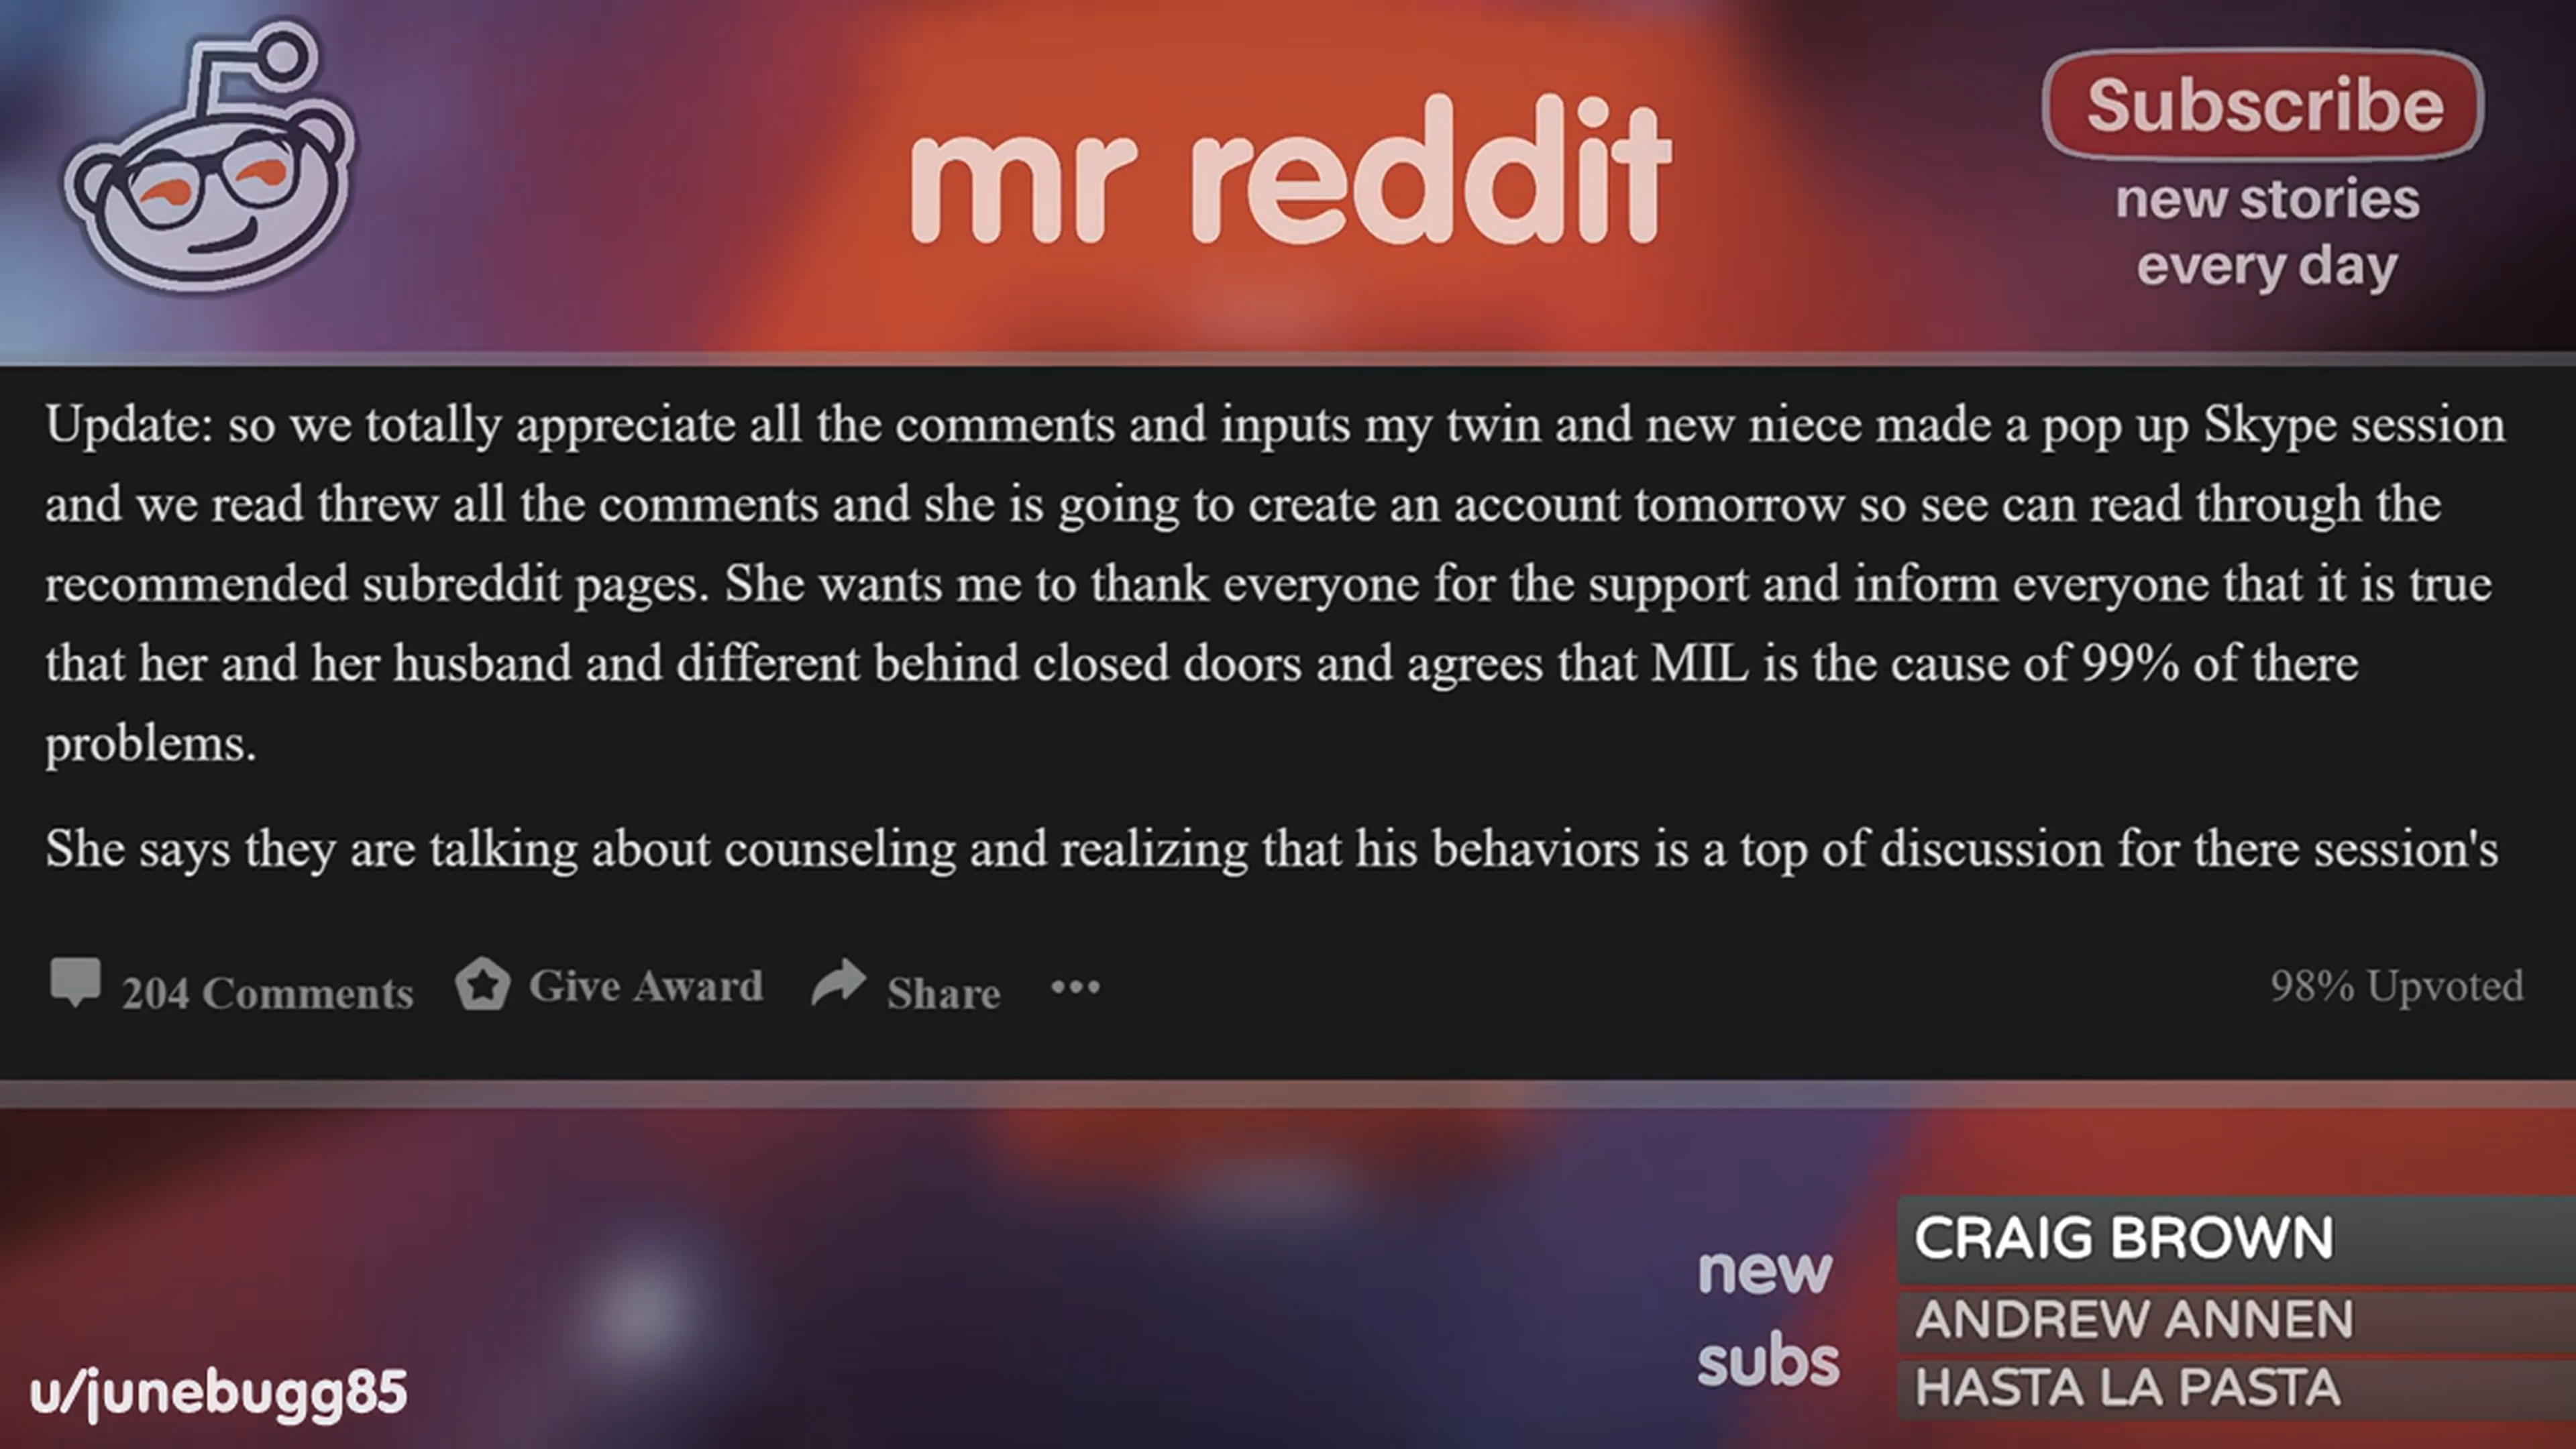 mr reddit
Subscribe
new stories
every day
Update: so we totally appreciate all the comments and inputs my twin and new niece made a pop up Skype session
and we read threw all the comments and she is going to create an account tomorrow so see can read through the
recommended subreddit pages. She wants me to thank everyone for the support and inform everyone that it is true
that her and her husband and different behind closed doors and agrees that MIL is the cause of 99% of there
problems.
She says they are talking about counseling and realizing that his behaviors is a top of discussion for there session's
204 Comments Give Award Share ••• 98% Upvoted
new
subs
CRAIG BROWN
ANDREW ANNEN
HASTA LA PASTA
u/junebugg85